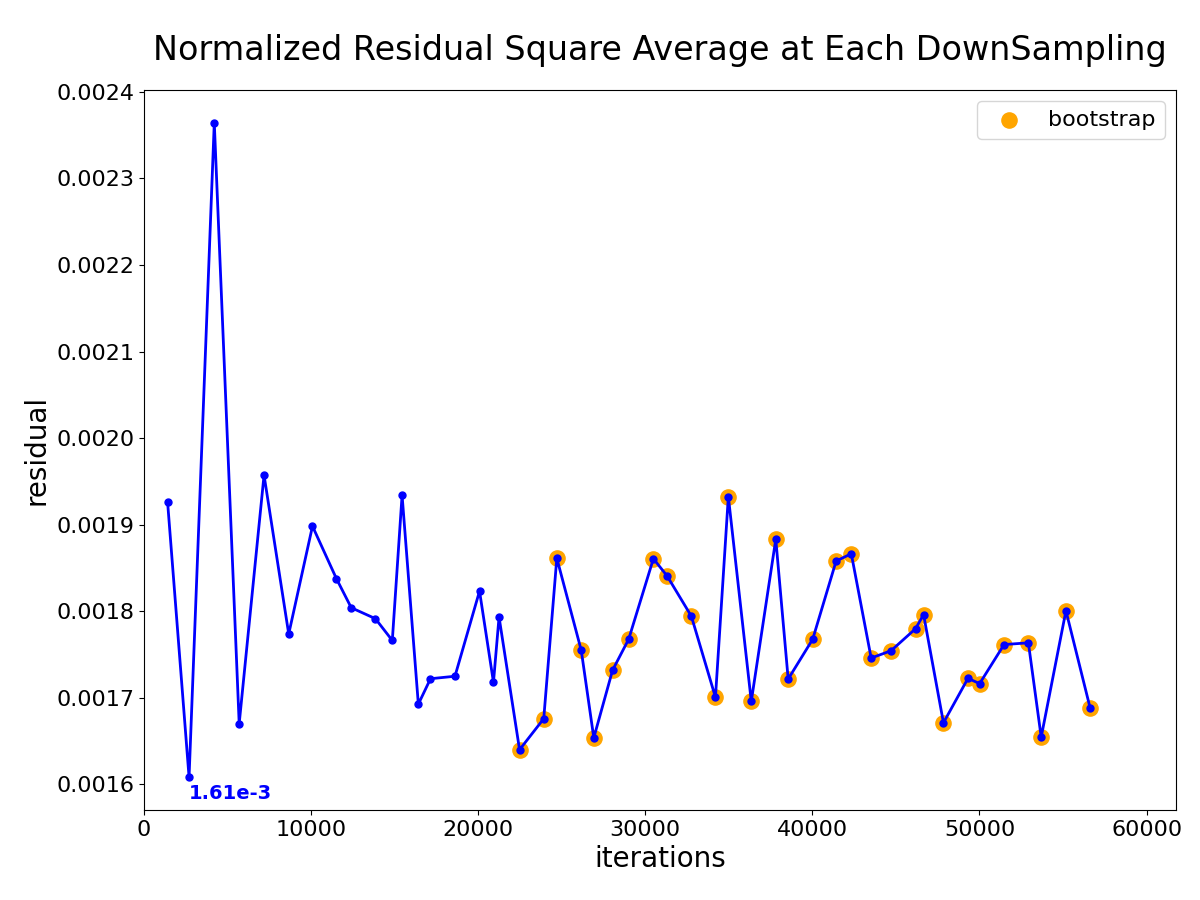 Normalized Residual Square Average at Each DownSampling
bootstrap
0.0024
0.0023
0.0022
0.0021
0.0020
0.0019
0.0018
0.0017
0.0016
residual
1.61e-3
0 10000 20000 30000 40000 50000 60000
iterations